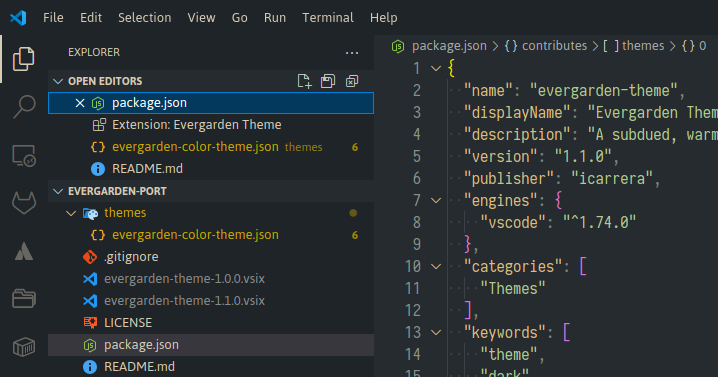 File Edit Selection View Go Run Terminal Help
EXPLORER
OPEN EDITORS
package.json
Extension: Evergarden Theme
evergarden-color-theme.json themes 6
README.md
EVERGARDEN-PORT
themes
evergarden-color-theme.json 6
.gitignore
evergarden-theme-1.0.0.vsix
evergarden-theme-1.1.0.vsix
LICENSE
package.json
README.md
package.json > {} contributes > [ ] themes > {} 0
1 {
2 "name": "evergarden-theme",
3 "displayName": "Evergarden Them
4 "description": "A subdued, warm
5 "version": "1.1.0",
6 "publisher": "icarrera",
7 "engines": {
8 "vscode": "^1.74.0"
9 },
10 "categories": [
11 "Themes"
12 ],
13 "keywords": [
14 "theme",
15 "dark"